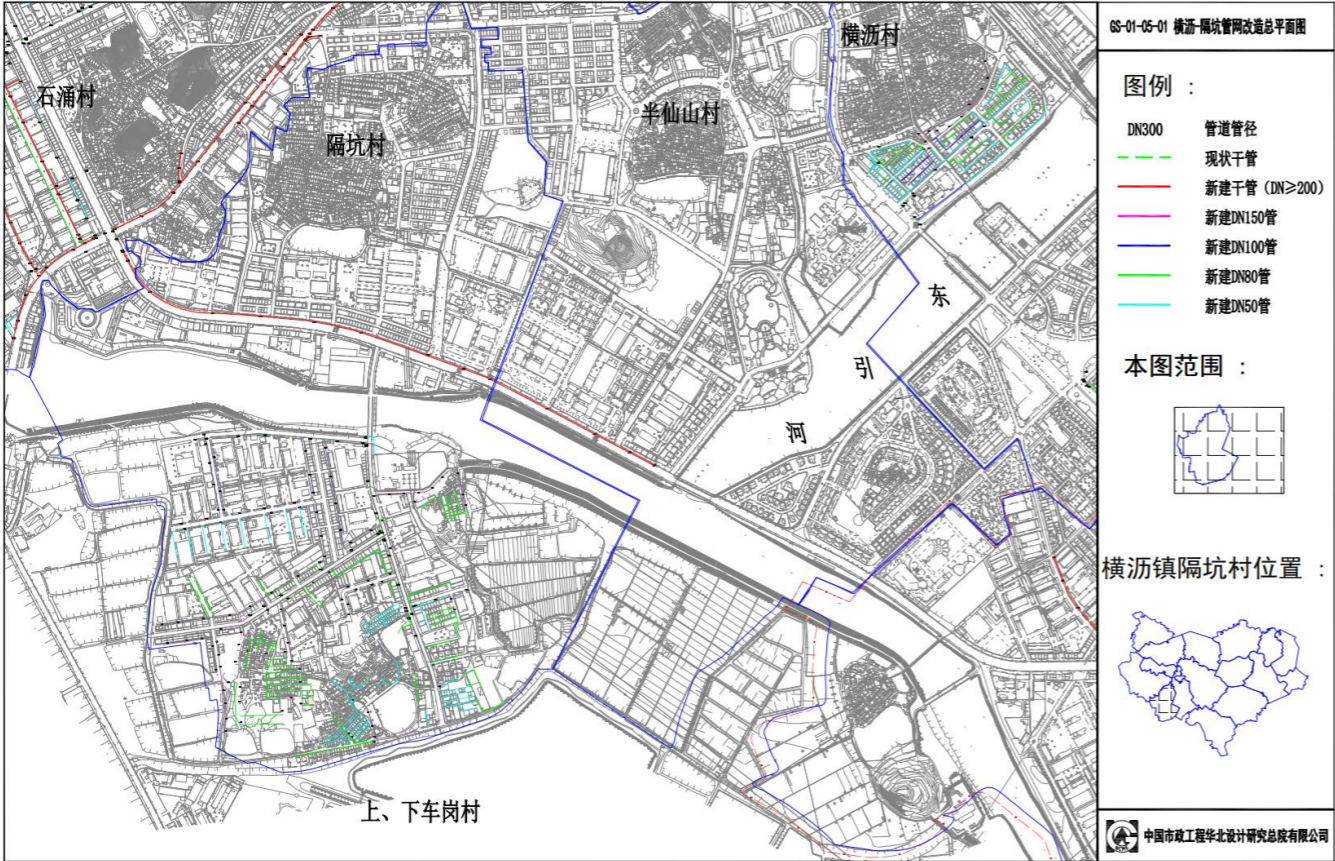 石涌村
隔坑村
半仙山村
横沥村
东
引
河
上、下车岗村
GS-01-05-01 横沥-隔坑管网改造总平面图
图例 :
DN300 管道管径
现状干管
新建干管（DN≥200）
新建DN150管
新建DN100管
新建DN80管
新建DN50管
本图范围 :
横沥镇隔坑村位置 :
中国市政工程华北设计研究总院有限公司